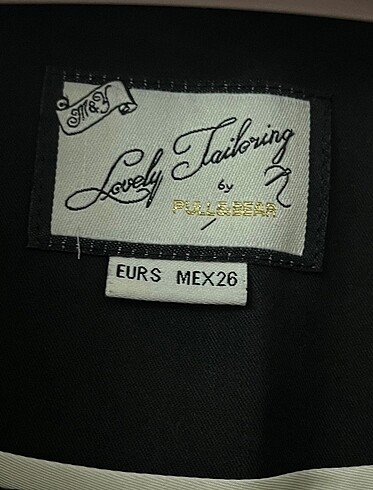 M&Y
Lovely Tailoring
by
PULL&BEAR
EUR S MEX 26